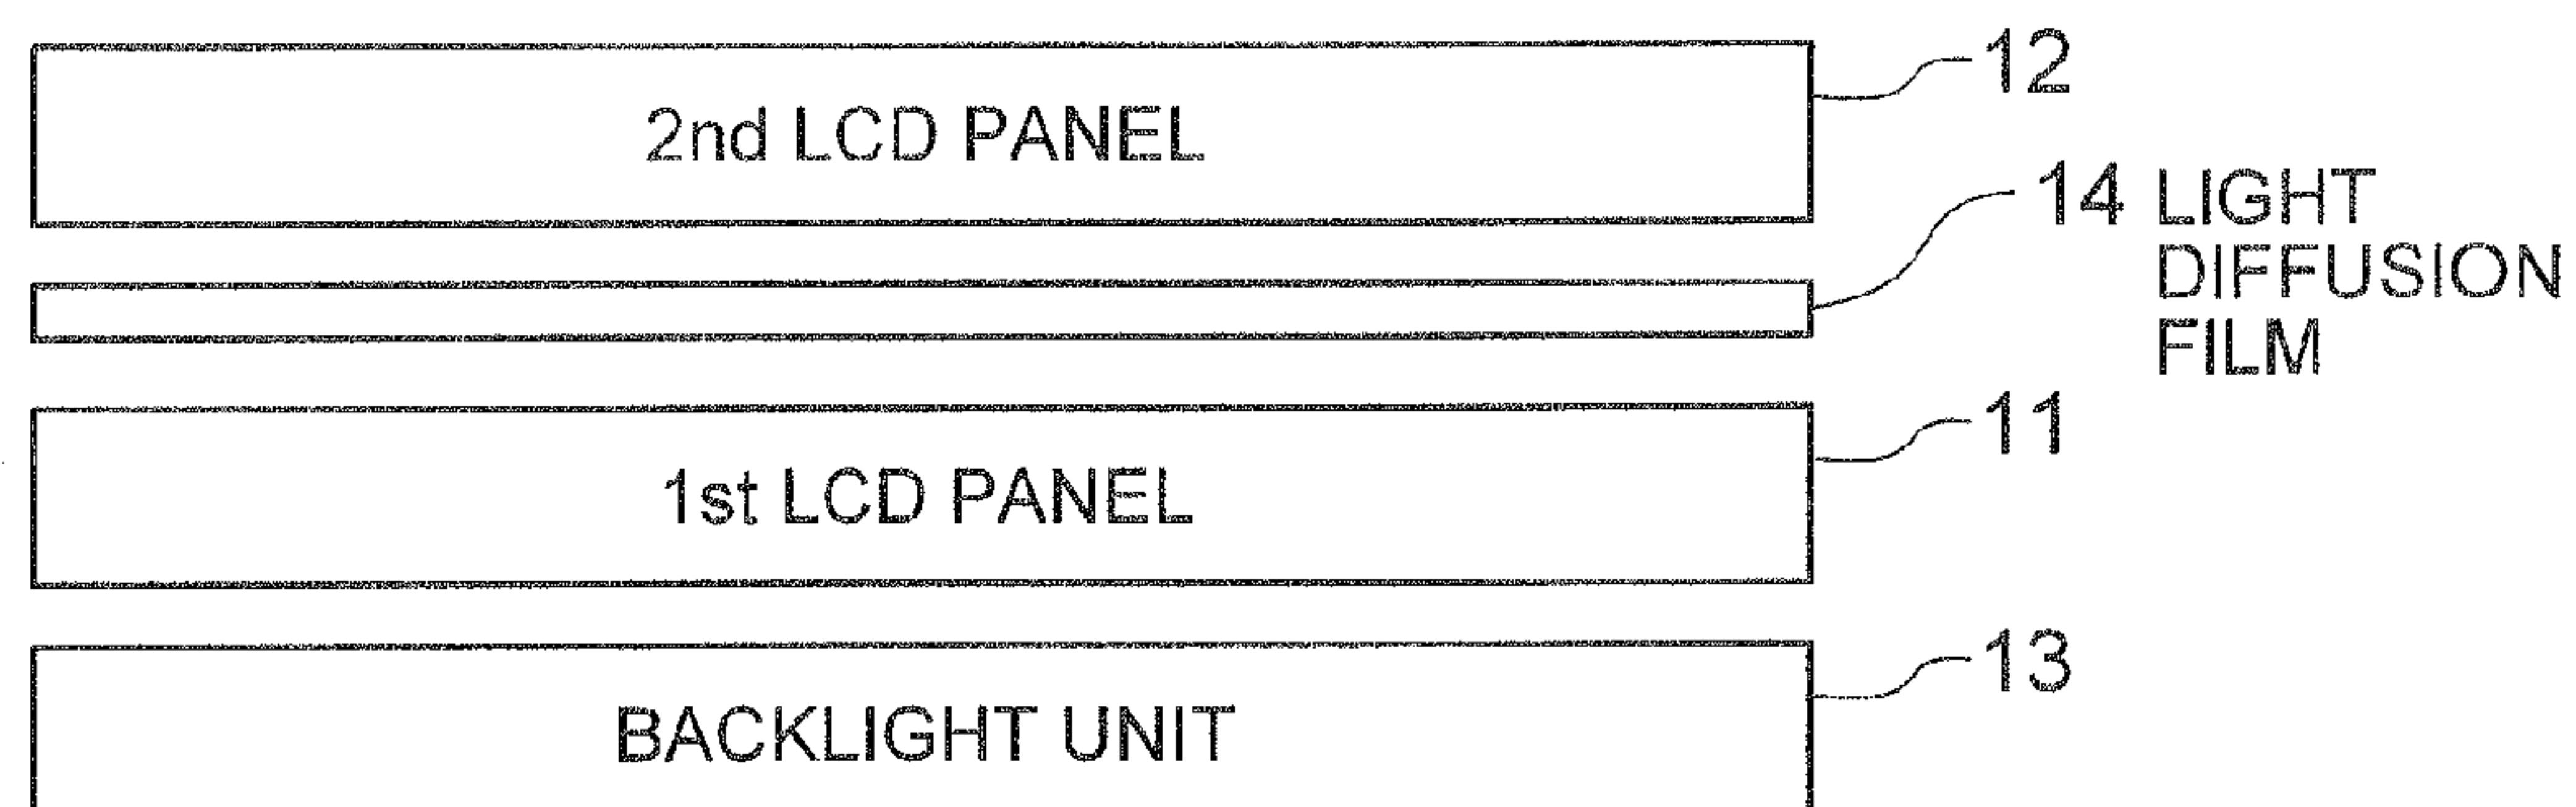 2nd LCD PANEL
12
14 LIGHT
DIFFUSION
FILM
1st LCD PANEL
11
BACKLIGHT UNIT
13